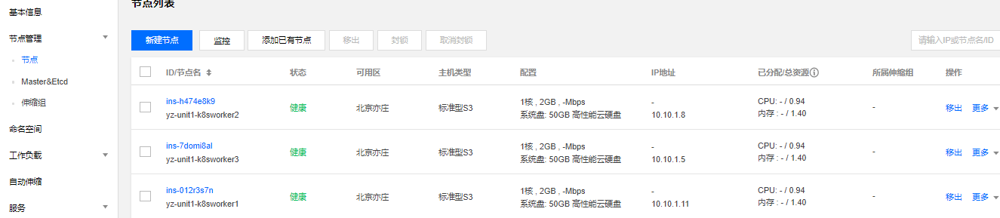 节点列表
基本信息
节点管理
节点
Master&Etcd
伸缩组
命名空间
工作负载
自动伸缩
服务
新建节点 监控 添加已有节点 移出 封锁 取消封锁 请输入IP或节点名/ID
ID/节点名 状态 可用区 主机类型 配置 IP地址 已分配/总资源 所属伸缩组 操作
ins-h474e8k9 1核 , 2GB , -Mbps - CPU: - / 0.94
健康 北京亦庄 标准型S3 - 移出 更多
yz-unit1-k8sworker2 系统盘: 50GB 高性能云硬盘 10.10.1.8 内存 : - / 1.40
ins-7domi8al 1核 , 2GB , -Mbps - CPU: - / 0.94
健康 北京亦庄 标准型S3 - 移出 更多
yz-unit1-k8sworker3 系统盘: 50GB 高性能云硬盘 10.10.1.5 内存 : - / 1.40
ins-012r3s7n 1核 , 2GB , -Mbps - CPU: - / 0.94
健康 北京亦庄 标准型S3 - 移出 更多
yz-unit1-k8sworker1 系统盘: 50GB 高性能云硬盘 10.10.1.11 内存 : - / 1.40